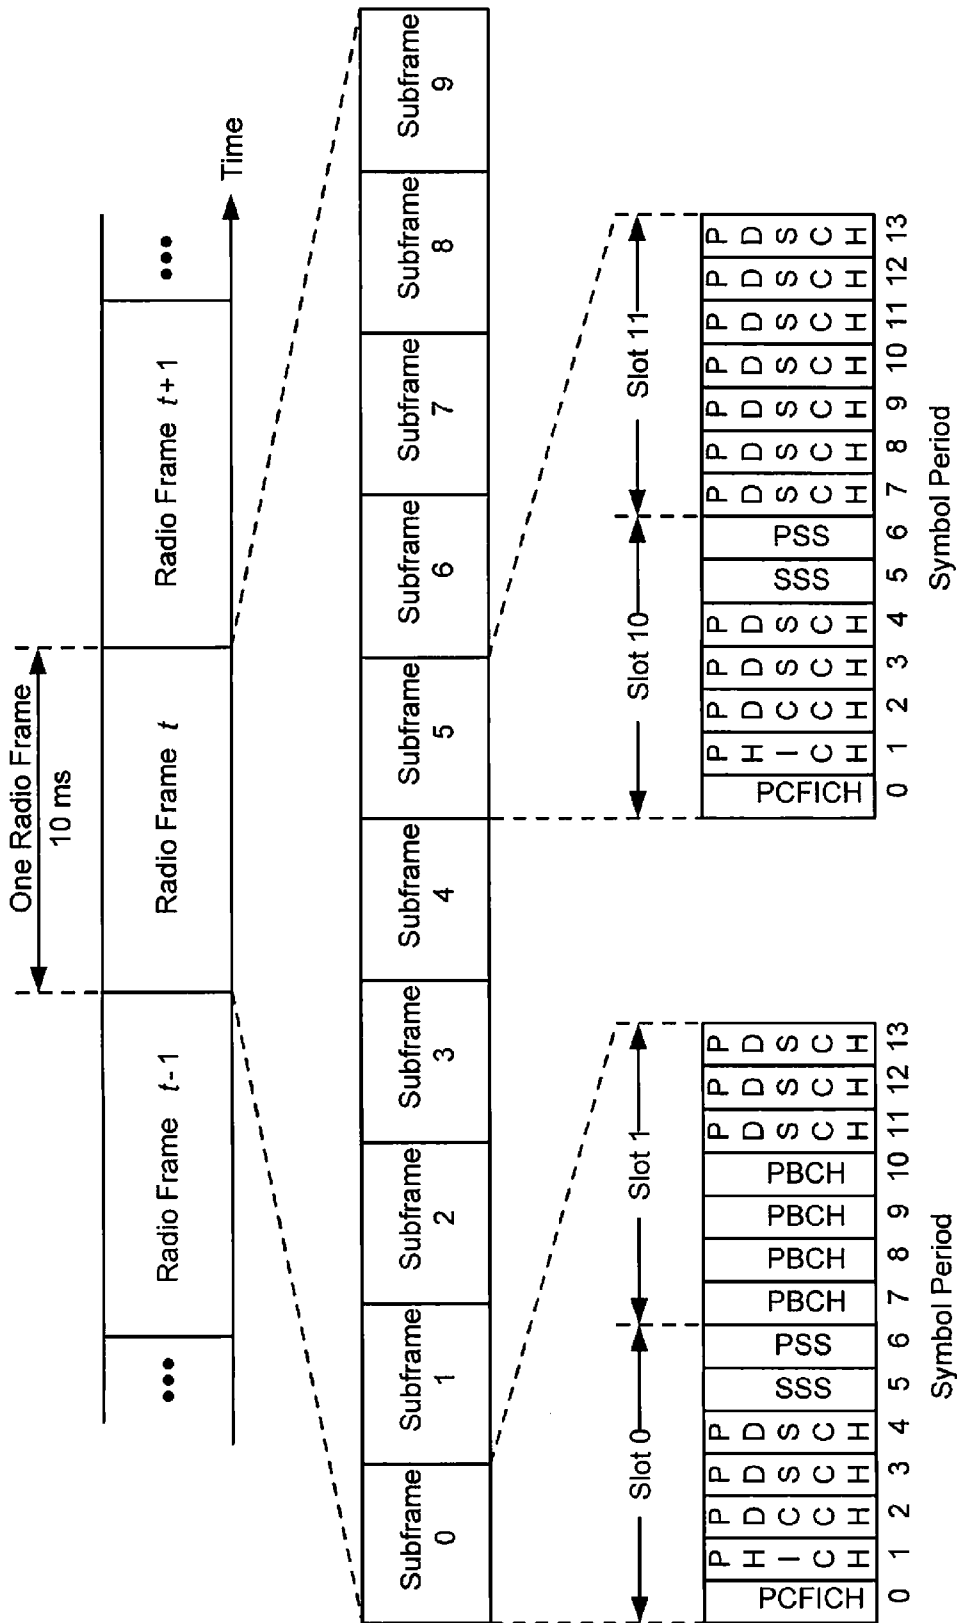 One Radio Frame
10 ms
••• Radio Frame t-1 Radio Frame t Radio Frame t+1 •••
Time
Subframe 0 Subframe 1 Subframe 2 Subframe 3 Subframe 4 Subframe 5 Subframe 6 Subframe 7 Subframe 8 Subframe 9
Slot 0 Slot 1
PCFICH PHICH PDCCH PDSCH PDSCH SSS PSS PBCH PBCH PBCH PBCH PDSCH PDSCH PDSCH
0 1 2 3 4 5 6 7 8 9 10 11 12 13
Symbol Period
Slot 10 Slot 11
PCFICH PHICH PDCCH PDSCH PDSCH SSS PSS PDSCH PDSCH PDSCH PDSCH PDSCH PDSCH PDSCH
0 1 2 3 4 5 6 7 8 9 10 11 12 13
Symbol Period